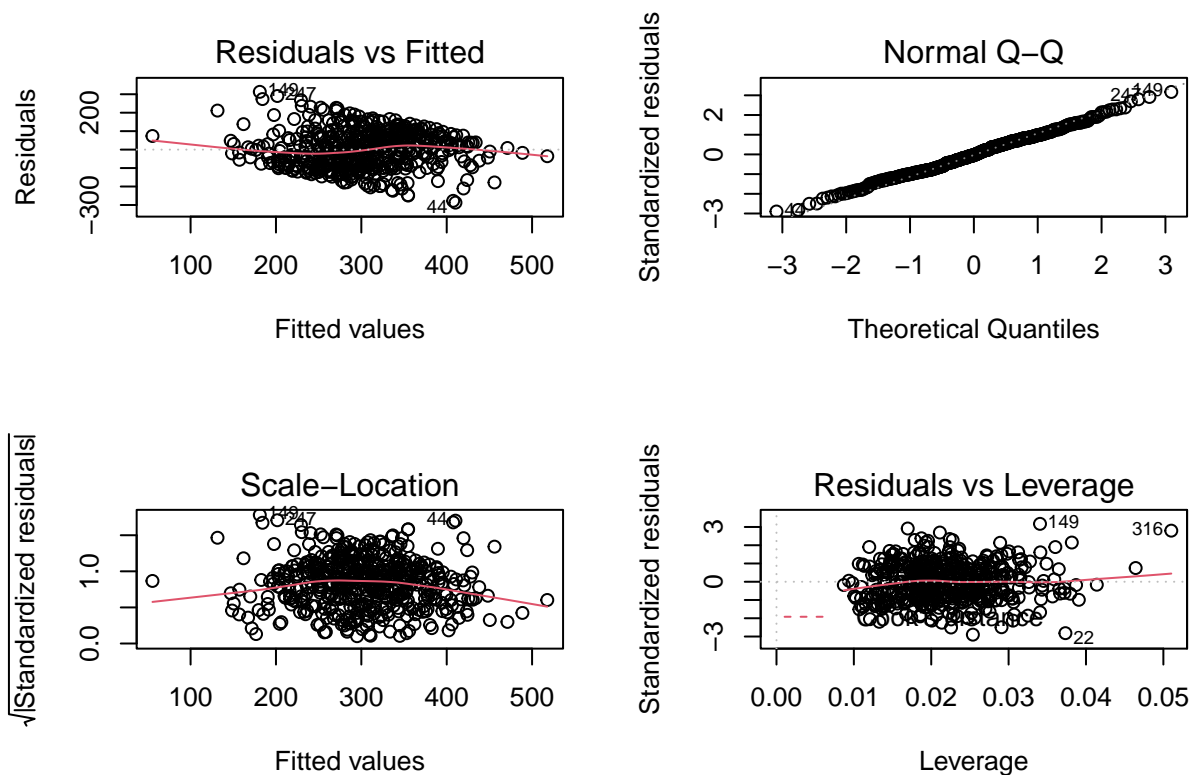 Residuals vs Fitted
Residuals
200
−300
149
247
44
100 200 300 400 500
Fitted values
Normal Q−Q
Standardized residuals
2
0
−3
149
247
44
−3 −2 −1 0 1 2 3
Theoretical Quantiles
Scale−Location
√|Standardized residuals|
1.0
0.0
149
247
44
100 200 300 400 500
Fitted values
Residuals vs Leverage
Standardized residuals
3
0
−3
149
316
22
0.00 0.01 0.02 0.03 0.04 0.05
Leverage